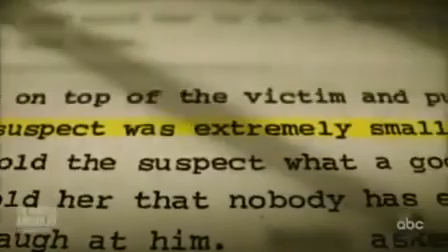 on top of the victim and pu
suspect was extremely small
old the suspect what a goo
old her that nobody has e
augh at him.
abc